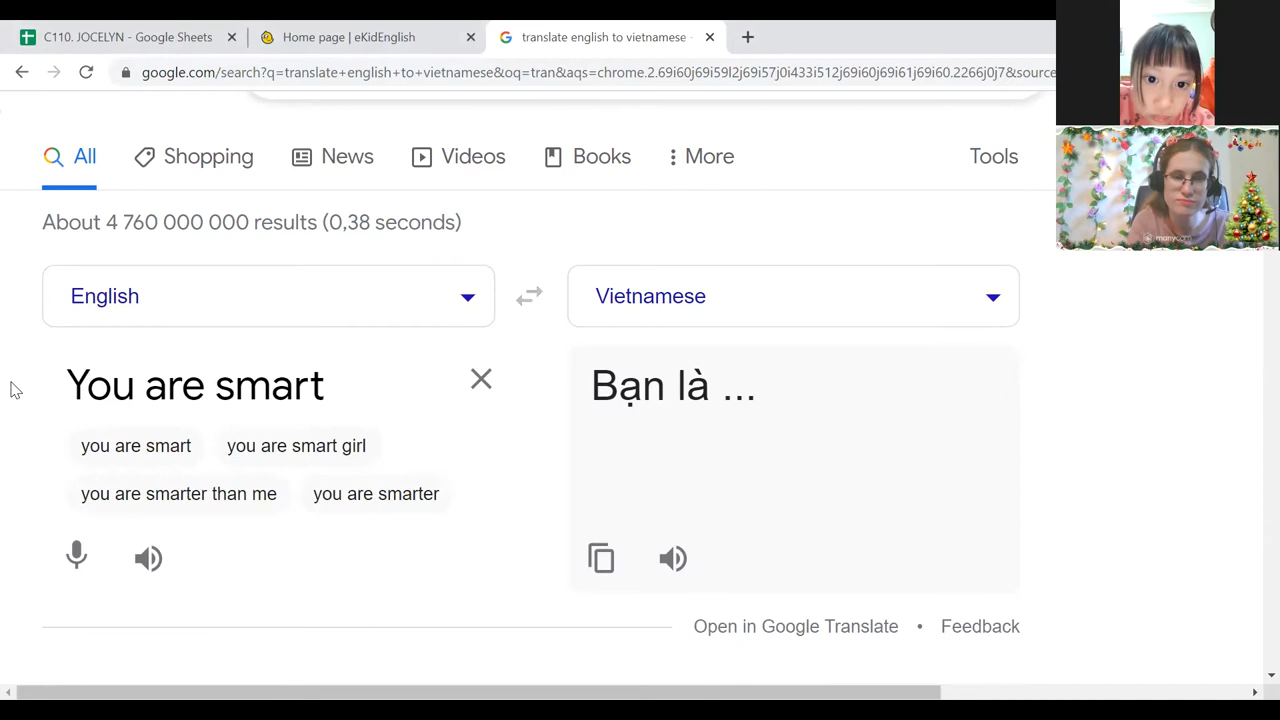 C110. JOCELYN - Google Sheets
Home page | eKidEnglish
translate english to vietnamese -
google.com/search?q=translate+english+to+vietnamese&oq=tran&aqs=chrome.2.69i60j69i59l2j69i57j0i433i512j69i60j69i61j69i60.2266j0j7&source
All
Shopping
News
Videos
Books
More
Tools
About 4 760 000 000 results (0,38 seconds)
English
Vietnamese
You are smart
Bạn là ...
you are smart
you are smart girl
you are smarter than me
you are smarter
Open in Google Translate • Feedback
manycam